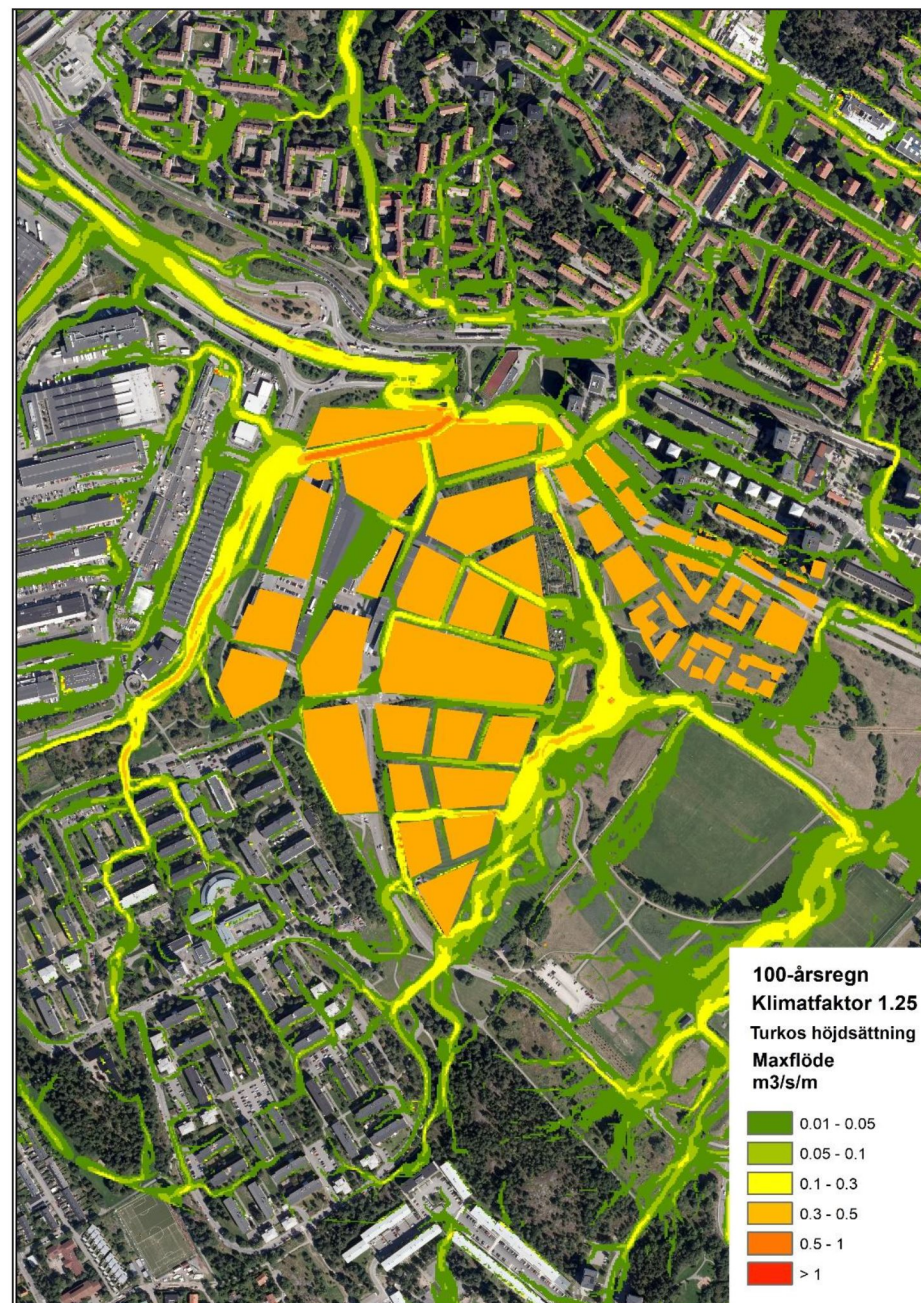 100-årsregn
Klimatfaktor 1.25
Turkos höjdsättning
Maxflöde
m3/s/m
0.01 - 0.05
0.05 - 0.1
0.1 - 0.3
0.3 - 0.5
0.5 - 1
> 1